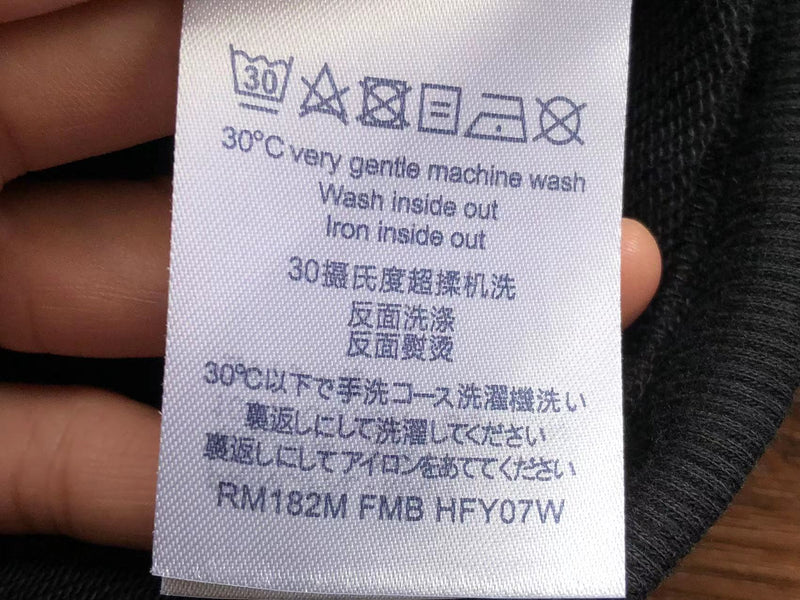 30
30°C very gentle machine wash
Wash inside out
Iron inside out
30摄氏度超揉机洗
反面洗涤
反面熨烫
30℃以下で手洗コース洗濯機洗い
裏返しにして洗濯してください
裏返しにしてアイロンをあててください
RM182M FMB HFY07W